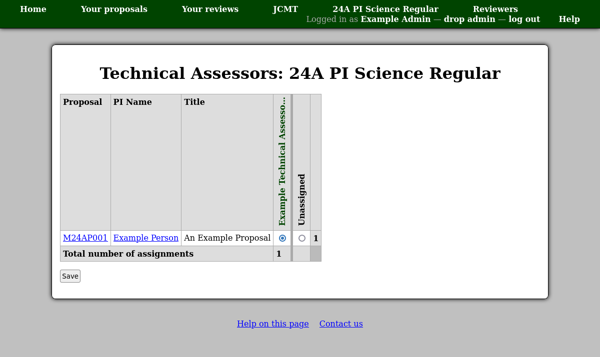 Home Your proposals Your reviews JCMT 24A PI Science Regular Reviewers
Logged in as Example Admin — drop admin — log out Help
Technical Assessors: 24A PI Science Regular
Proposal PI Name Title Example Technical Assesso... Unassigned
M24AP001 Example Person An Example Proposal 1
Total number of assignments 1
Save
Help on this page Contact us